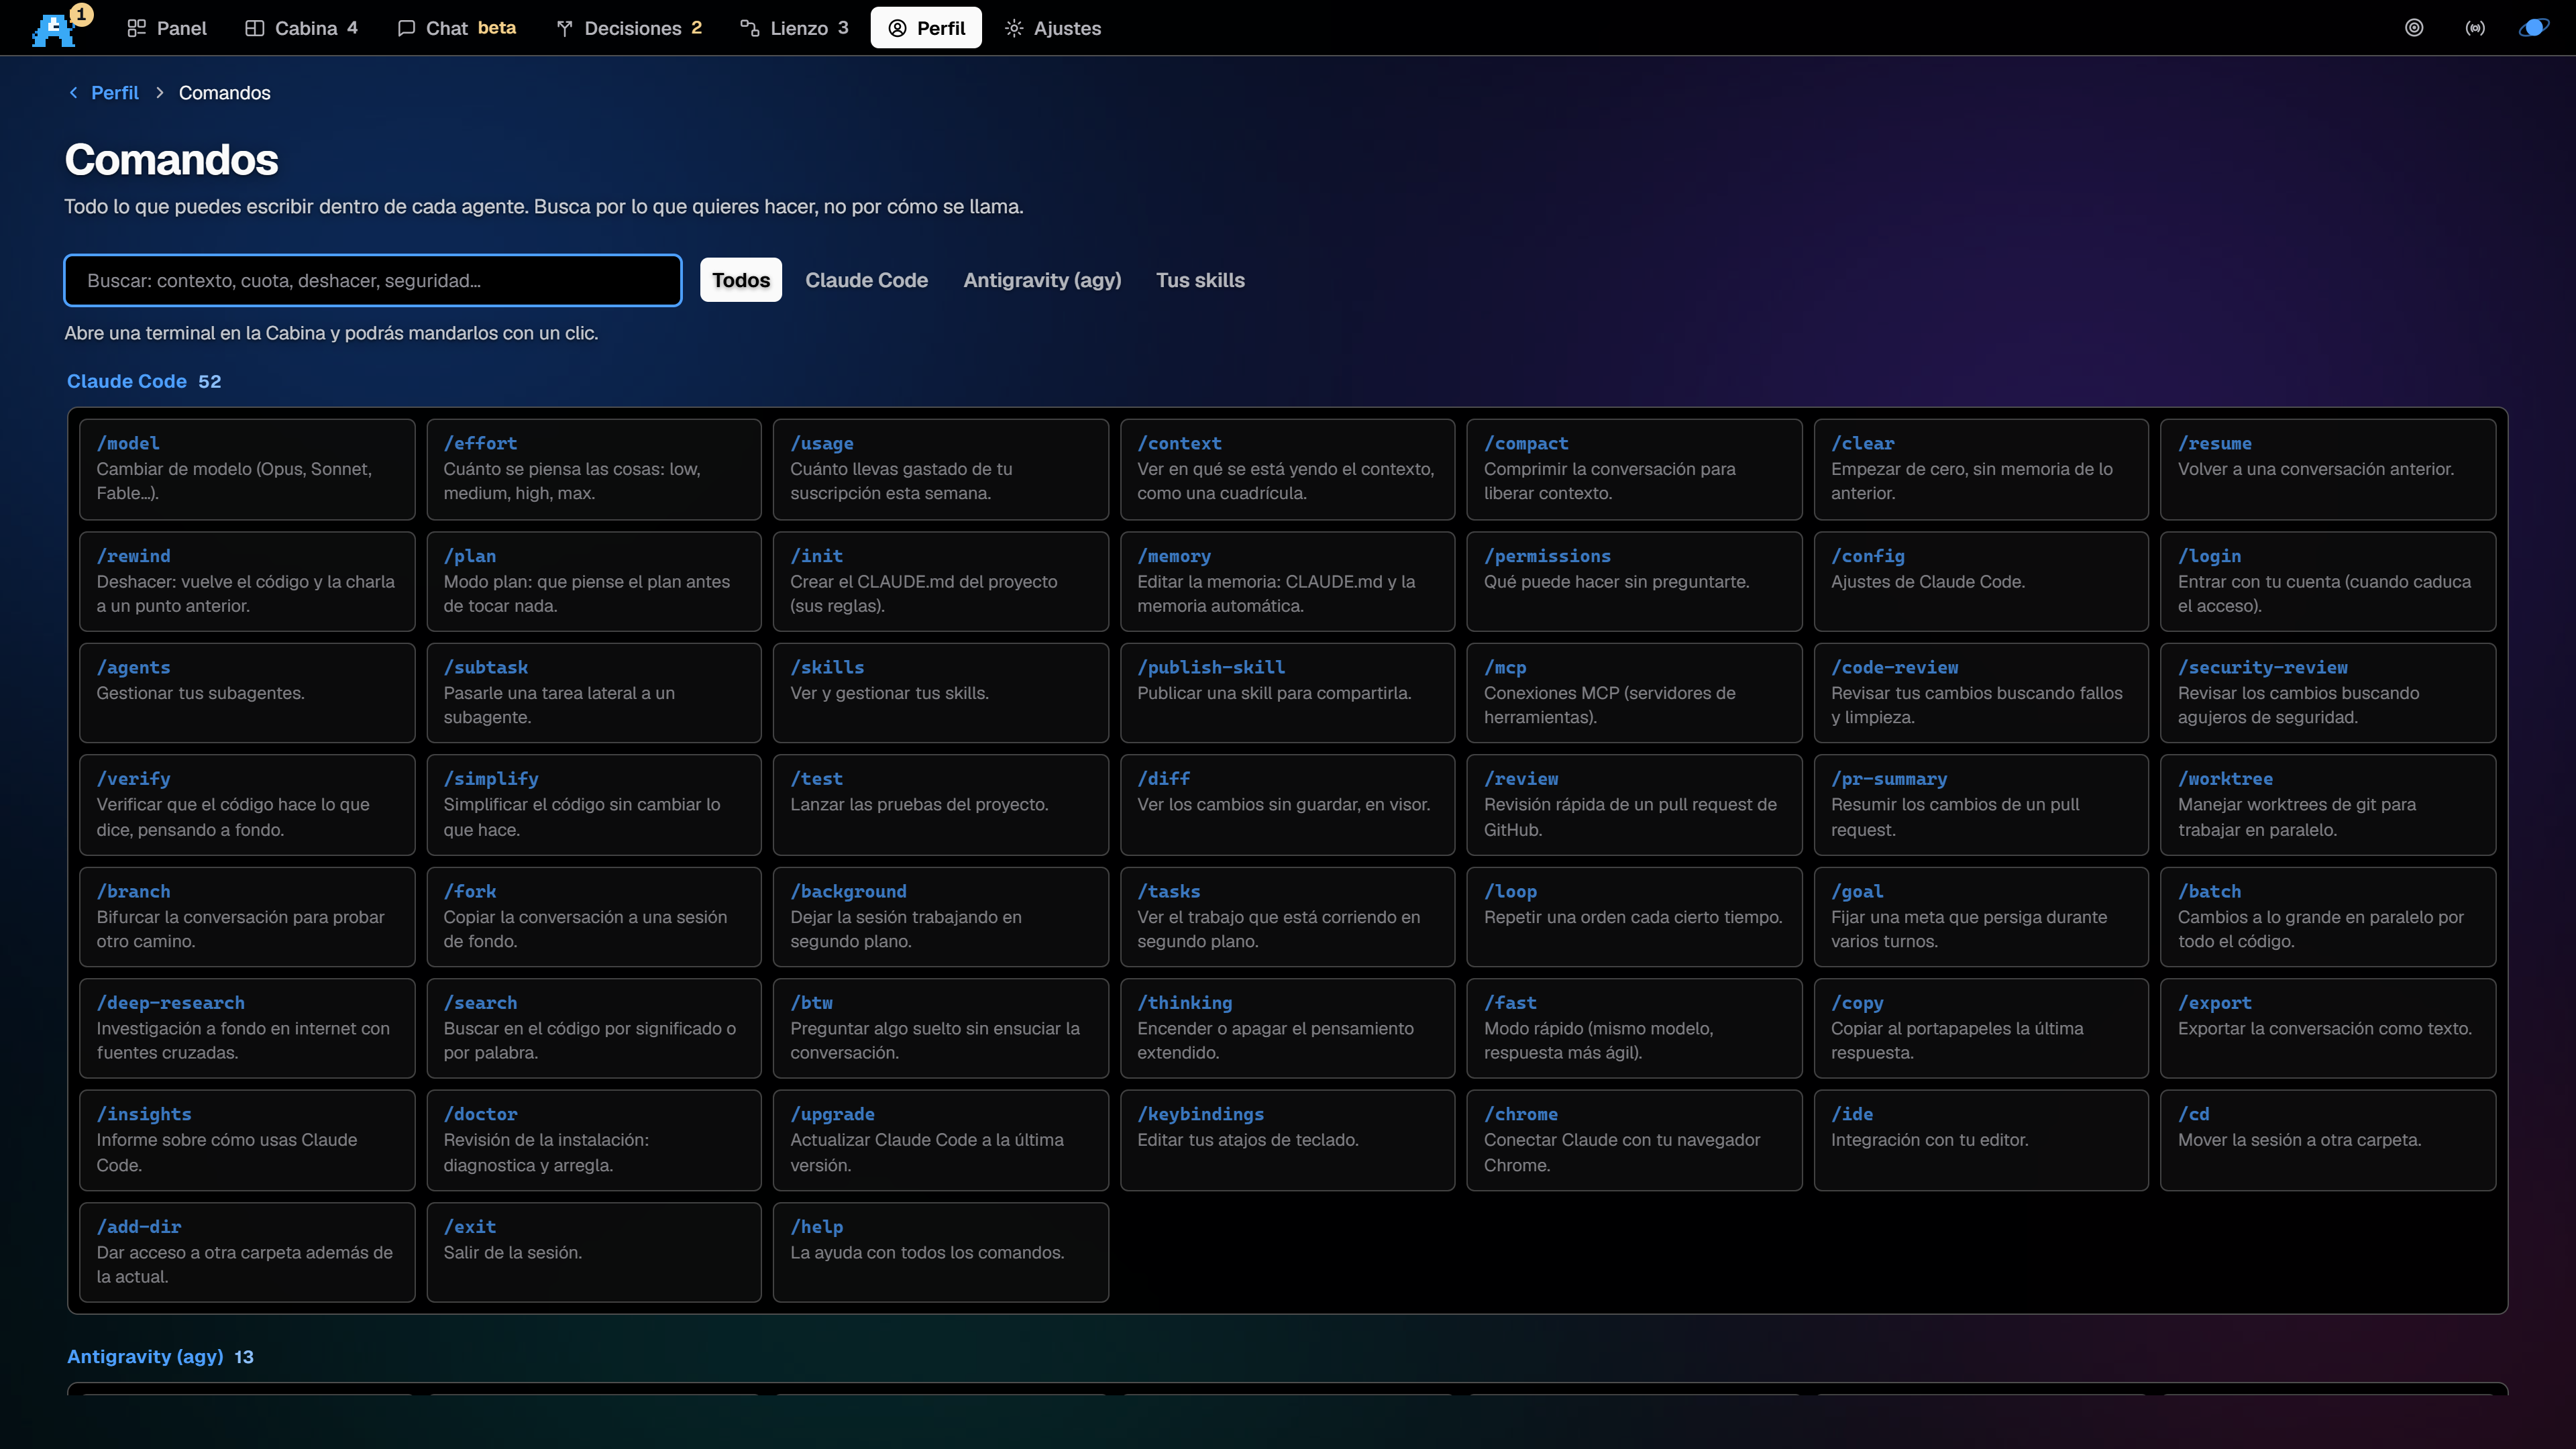 1
Panel
Cabina 4
Chat beta
Decisiones 2
Lienzo 3
Perfil
Ajustes
Perfil > Comandos
Comandos
Todo lo que puedes escribir dentro de cada agente. Busca por lo que quieres hacer, no por cómo se llama.
Buscar: contexto, cuota, deshacer, seguridad...
Todos
Claude Code
Antigravity (agy)
Tus skills
Abre una terminal en la Cabina y podrás mandarlos con un clic.
Claude Code 52
/model
Cambiar de modelo (Opus, Sonnet,
Fable...).
/effort
Cuánto se piensa las cosas: low,
medium, high, max.
/usage
Cuánto llevas gastado de tu
suscripción esta semana.
/context
Ver en qué se está yendo el contexto,
como una cuadrícula.
/compact
Comprimir la conversación para
liberar contexto.
/clear
Empezar de cero, sin memoria de lo
anterior.
/resume
Volver a una conversación anterior.
/rewind
Deshacer: vuelve el código y la charla
a un punto anterior.
/plan
Modo plan: que piense el plan antes
de tocar nada.
/init
Crear el CLAUDE.md del proyecto
(sus reglas).
/memory
Editar la memoria: CLAUDE.md y la
memoria automática.
/permissions
Qué puede hacer sin preguntarte.
/config
Ajustes de Claude Code.
/login
Entrar con tu cuenta (cuando caduca
el acceso).
/agents
Gestionar tus subagentes.
/subtask
Pasarle una tarea lateral a un
subagente.
/skills
Ver y gestionar tus skills.
/publish-skill
Publicar una skill para compartirla.
/mcp
Conexiones MCP (servidores de
herramientas).
/code-review
Revisar tus cambios buscando fallos
y limpieza.
/security-review
Revisar los cambios buscando
agujeros de seguridad.
/verify
Verificar que el código hace lo que
dice, pensando a fondo.
/simplify
Simplificar el código sin cambiar lo
que hace.
/test
Lanzar las pruebas del proyecto.
/diff
Ver los cambios sin guardar, en visor.
/review
Revisión rápida de un pull request de
GitHub.
/pr-summary
Resumir los cambios de un pull
request.
/worktree
Manejar worktrees de git para
trabajar en paralelo.
/branch
Bifurcar la conversación para probar
otro camino.
/fork
Copiar la conversación a una sesión
de fondo.
/background
Dejar la sesión trabajando en
segundo plano.
/tasks
Ver el trabajo que está corriendo en
segundo plano.
/loop
Repetir una orden cada cierto tiempo.
/goal
Fijar una meta que persiga durante
varios turnos.
/batch
Cambios a lo grande en paralelo por
todo el código.
/deep-research
Investigación a fondo en internet con
fuentes cruzadas.
/search
Buscar en el código por significado o
por palabra.
/btw
Preguntar algo suelto sin ensuciar la
conversación.
/thinking
Encender o apagar el pensamiento
extendido.
/fast
Modo rápido (mismo modelo,
respuesta más ágil).
/copy
Copiar al portapapeles la última
respuesta.
/export
Exportar la conversación como texto.
/insights
Informe sobre cómo usas Claude
Code.
/doctor
Revisión de la instalación:
diagnostica y arregla.
/upgrade
Actualizar Claude Code a la última
versión.
/keybindings
Editar tus atajos de teclado.
/chrome
Conectar Claude con tu navegador
Chrome.
/ide
Integración con tu editor.
/cd
Mover la sesión a otra carpeta.
/add-dir
Dar acceso a otra carpeta además de
la actual.
/exit
Salir de la sesión.
/help
La ayuda con todos los comandos.
Antigravity (agy) 13